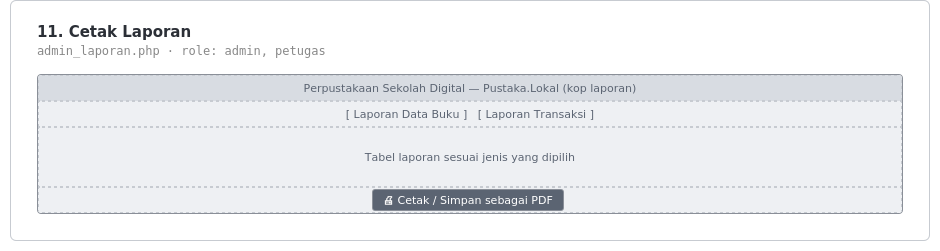 11. Cetak Laporan
admin_laporan.php · role: admin, petugas
Perpustakaan Sekolah Digital — Pustaka.Lokal (kop laporan)
[ Laporan Data Buku ] [ Laporan Transaksi ]
Tabel laporan sesuai jenis yang dipilih
🖨 Cetak / Simpan sebagai PDF